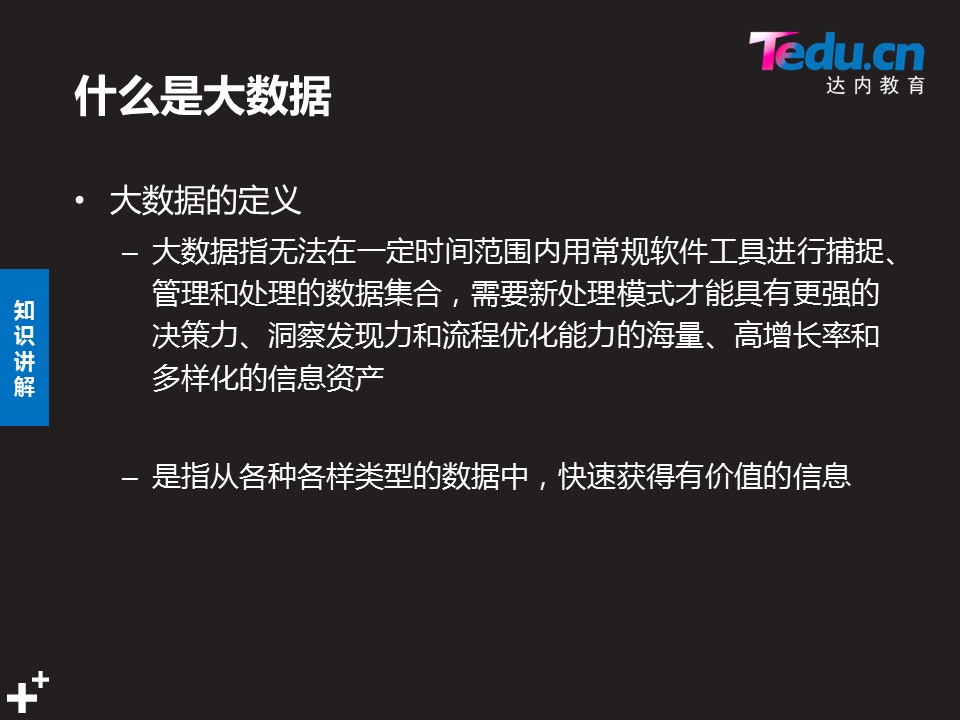 Tedu.cn
达内教育
什么是大数据
• 大数据的定义
– 大数据指无法在一定时间范围内用常规软件工具进行捕捉、
管理和处理的数据集合，需要新处理模式才能具有更强的
决策力、洞察发现力和流程优化能力的海量、高增长率和
多样化的信息资产
– 是指从各种各样类型的数据中，快速获得有价值的信息
知
识
讲
解